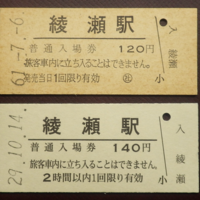 61.-7.-6
綾瀬駅
普通入場券 120円
旅客車内に立ち入ることはできません。
発売当日1回限り有効
小
入
綾瀬
29.10.14.
綾瀬駅
普通入場券 140円
旅客車内に立ち入ることはできません。
2時間以内1回限り有効
小
入
綾瀬